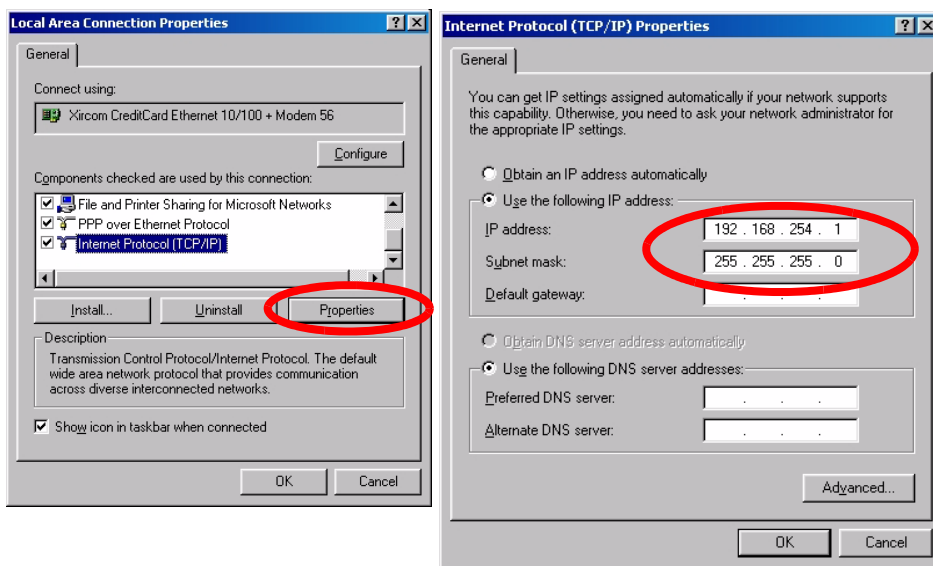 Local Area Connection Properties
General
Connect using:
Xircom CreditCard Ethernet 10/100 + Modem 56
Configure
Components checked are used by this connection:
File and Printer Sharing for Microsoft Networks
PPP over Ethernet Protocol
Internet Protocol (TCP/IP)
Install... Uninstall Properties
Description
Transmission Control Protocol/Internet Protocol. The default
wide area network protocol that provides communication
across diverse interconnected networks.
Show icon in taskbar when connected
OK Cancel
Internet Protocol (TCP/IP) Properties
General
You can get IP settings assigned automatically if your network supports
this capability. Otherwise, you need to ask your network administrator for
the appropriate IP settings.
Obtain an IP address automatically
Use the following IP address:
IP address: 192 . 168 . 254 . 1
Subnet mask: 255 . 255 . 255 . 0
Default gateway: . . .
Obtain DNS server address automatically
Use the following DNS server addresses:
Preferred DNS server: . . .
Alternate DNS server: . . .
Advanced...
OK Cancel